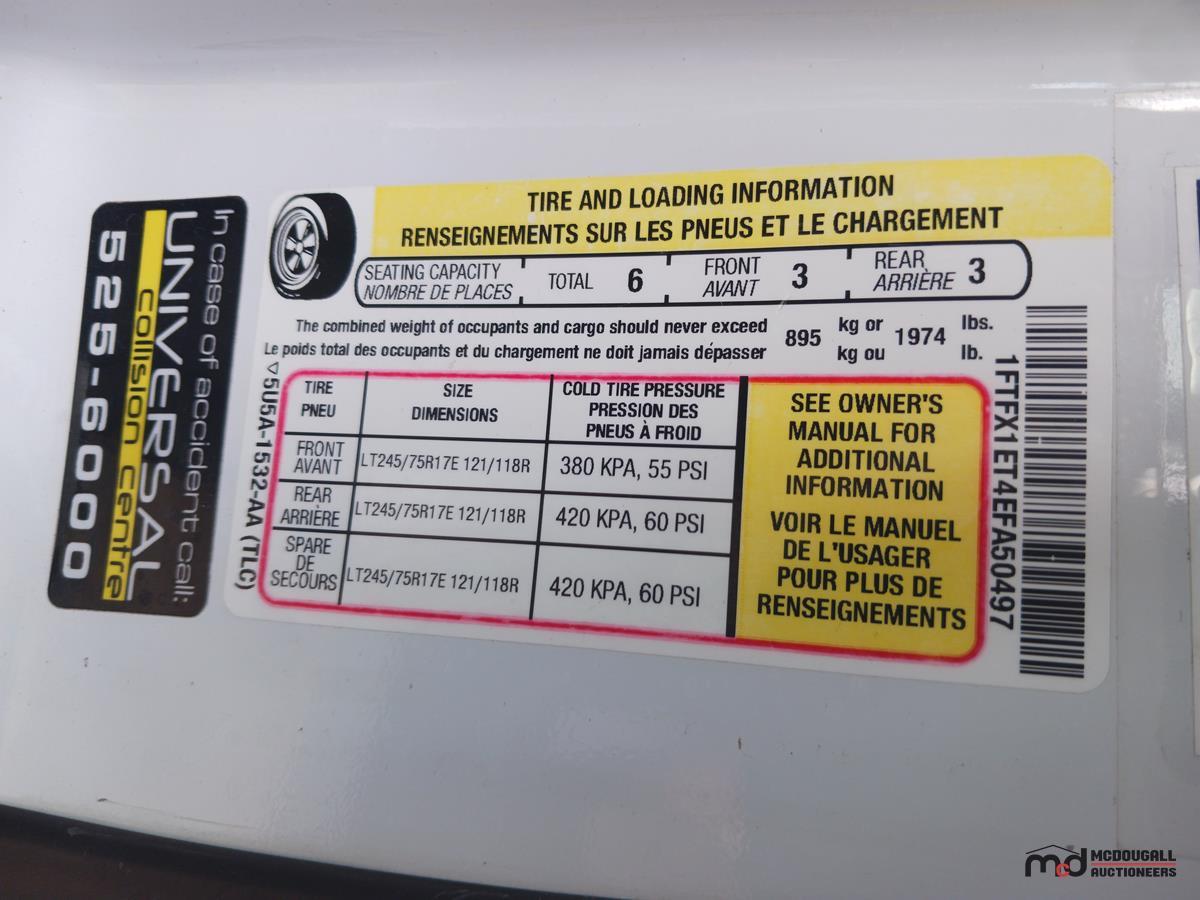 In case of accident call:
UNIVERSAL
collision centre
525-6000
TIRE AND LOADING INFORMATION
RENSEIGNEMENTS SUR LES PNEUS ET LE CHARGEMENT
SEATING CAPACITY
NOMBRE DE PLACES
TOTAL 6
FRONT
AVANT
3
REAR
ARRIÈRE
3
The combined weight of occupants and cargo should never exceed
Le poids total des occupants et du chargement ne doit jamais dépasser
895
kg or
kg ou
1974
lbs.
lb.
5U5A-1532-AA (TLC)
TIRE
PNEU
SIZE
DIMENSIONS
COLD TIRE PRESSURE
PRESSION DES
PNEUS À FROID
FRONT
AVANT
LT245/75R17E 121/118R
380 KPA, 55 PSI
REAR
ARRIÈRE
LT245/75R17E 121/118R
420 KPA, 60 PSI
SPARE
DE
SECOURS
LT245/75R17E 121/118R
420 KPA, 60 PSI
SEE OWNER'S
MANUAL FOR
ADDITIONAL
INFORMATION
VOIR LE MANUEL
DE L'USAGER
POUR PLUS DE
RENSEIGNEMENTS
1FTFX1ET4EFA50497
mcd
MCDOUGALL
AUCTIONEERS